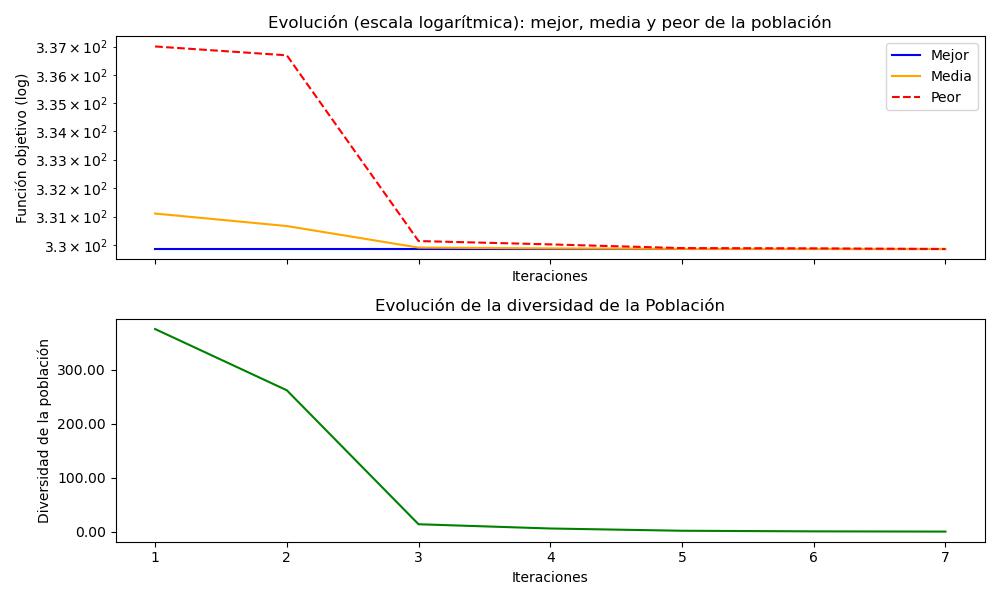 Evolución (escala logarítmica): mejor, media y peor de la población
Función objetivo (log)
3.37 × 10²
3.36 × 10²
3.35 × 10²
3.34 × 10²
3.33 × 10²
3.32 × 10²
3.31 × 10²
3.3 × 10²
Mejor
Media
Peor
Iteraciones
Evolución de la diversidad de la Población
Diversidad de la población
300.00
200.00
100.00
0.00
1 2 3 4 5 6 7
Iteraciones